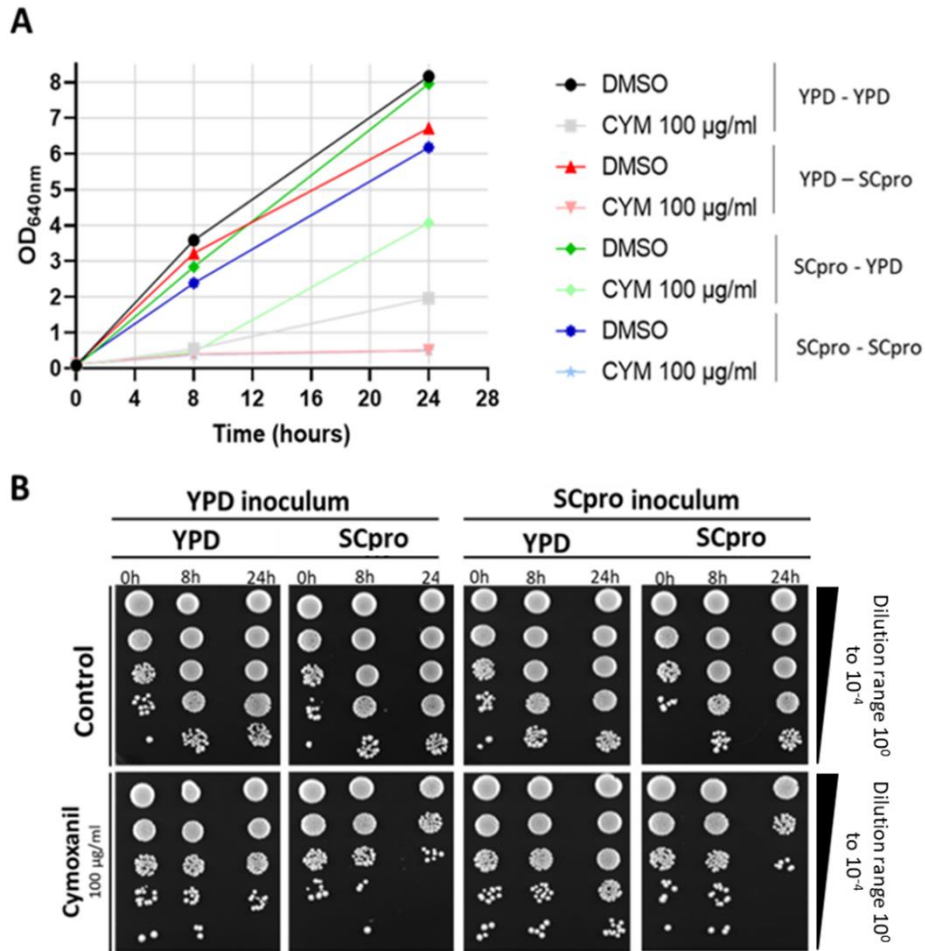 A
8
7
6
5
4
3
2
1
0
OD640nm
0 4 8 12 16 20 24 28
Time (hours)
DMSO
CYM 100 µg/ml
YPD - YPD
DMSO
CYM 100 µg/ml
YPD – SCpro
DMSO
CYM 100 µg/ml
SCpro - YPD
DMSO
CYM 100 µg/ml
SCpro - SCpro
B
YPD inoculum SCpro inoculum
YPD SCpro YPD SCpro
0h 8h 24h 0h 8h 24 0h 8h 24h 0h 8h 24h
Control
Dilution range 10⁰
to 10⁻⁴
Cymoxanil
100 µg/ml
Dilution range 10⁰
to 10⁻⁴